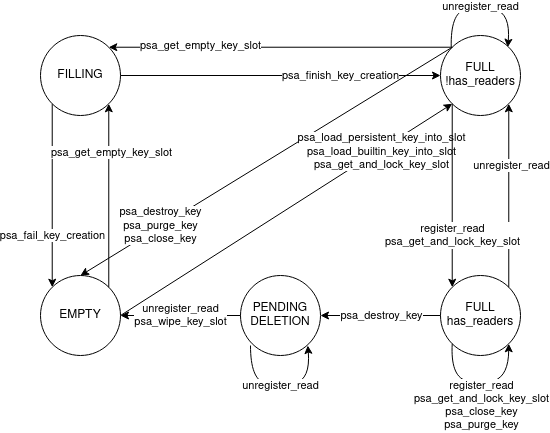 unregister_read
psa_get_empty_key_slot
FILLING
psa_finish_key_creation
FULL
!has_readers
psa_load_persistent_key_into_slot
psa_load_builtin_key_into_slot
psa_get_and_lock_key_slot
psa_get_empty_key_slot
unregister_read
psa_destroy_key
psa_purge_key
psa_close_key
psa_fail_key_creation
register_read
psa_get_and_lock_key_slot
EMPTY
unregister_read
psa_wipe_key_slot
PENDING
DELETION
psa_destroy_key
FULL
has_readers
unregister_read
register_read
psa_get_and_lock_key_slot
psa_close_key
psa_purge_key